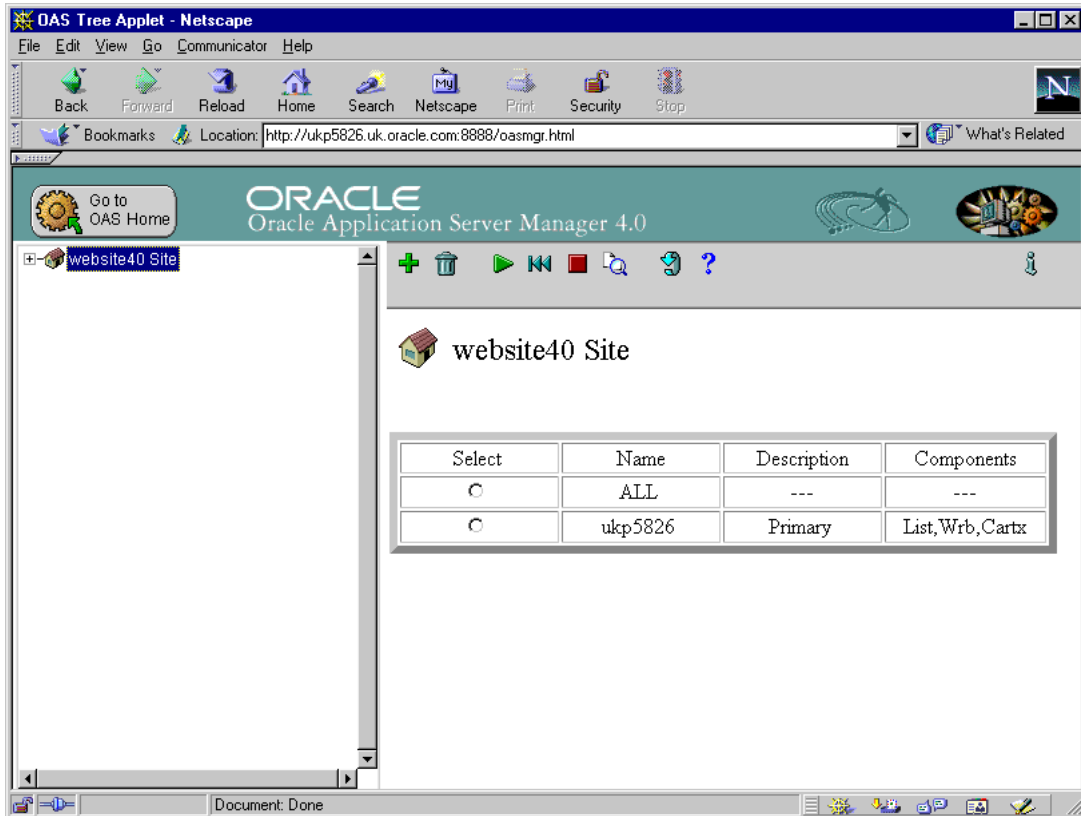 OAS Tree Applet - Netscape
File Edit View Go Communicator Help
Back Forward Reload Home Search Netscape Print Security Stop
My
N
Bookmarks Location: http://ukp5826.uk.oracle.com:8888/oasmgr.html What's Related
Go to
OAS Home
ORACLE
Oracle Application Server Manager 4.0
website40 Site
?
i
website40 Site
Select Name Description Components
ALL --- ---
ukp5826 Primary List,Wrb,Cartx
Document: Done